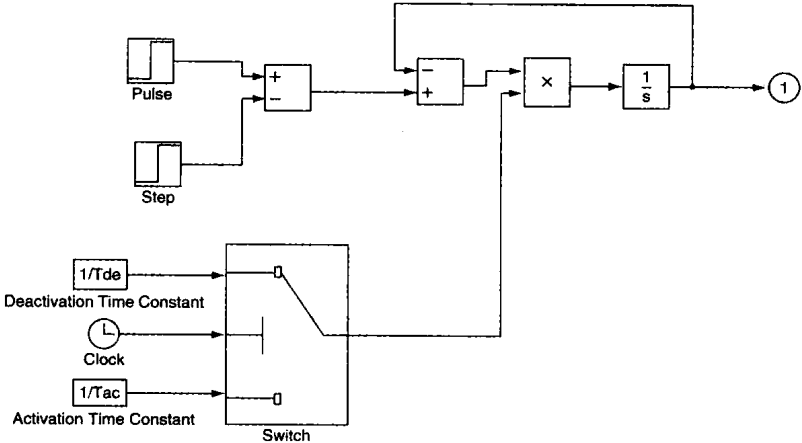 Pulse
+
−
Step
−
+
×
1
s
1
1/Tde
Deactivation Time Constant
Clock
1/Tac
Activation Time Constant
Switch